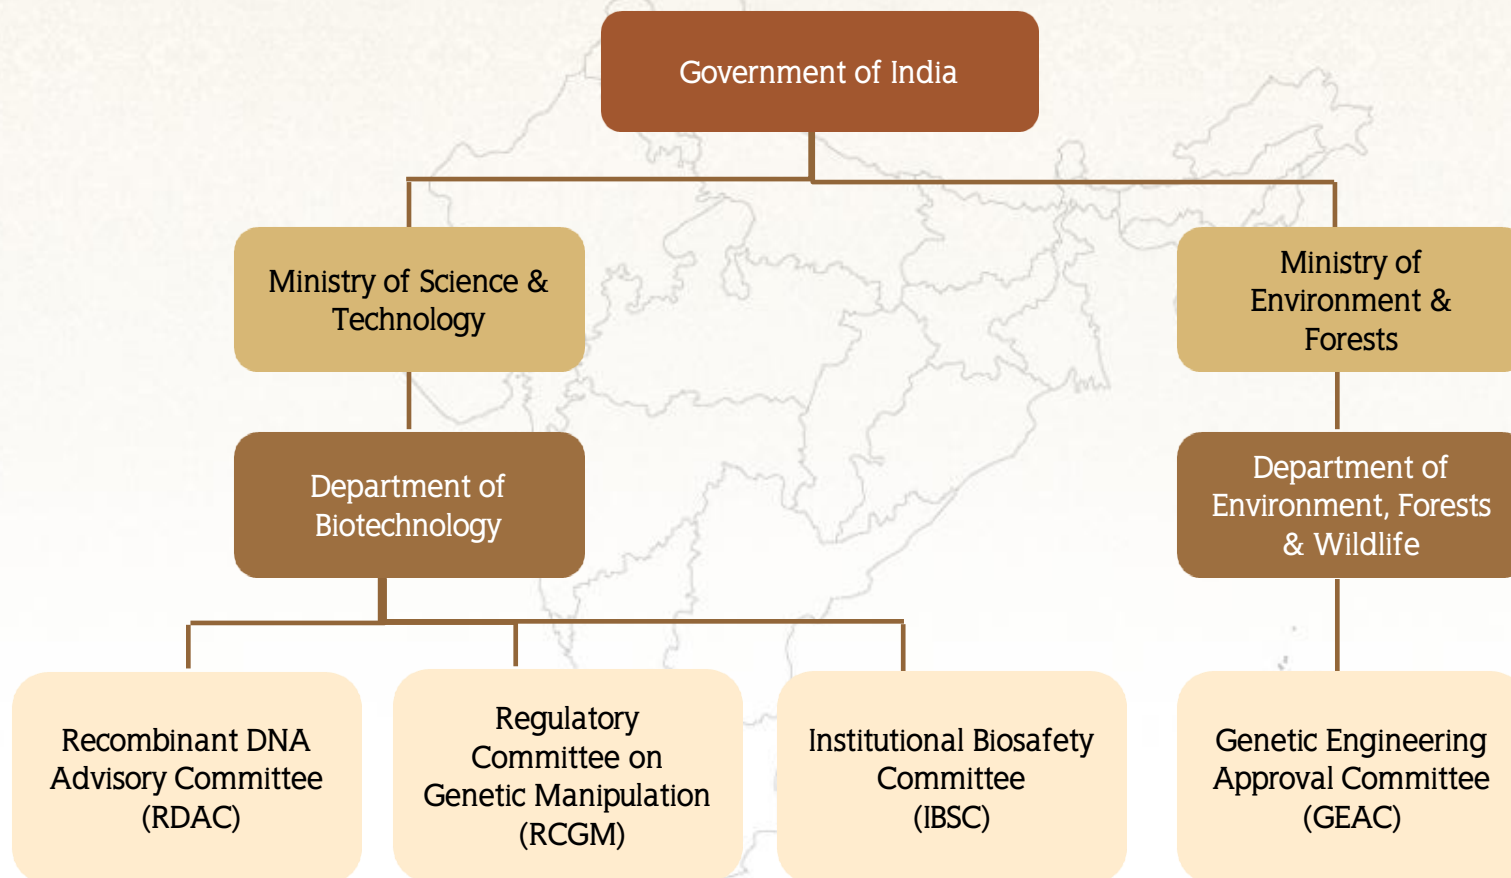 Government of India
Ministry of Science &
Technology
Ministry of
Environment &
Forests
Department of
Biotechnology
Department of
Environment, Forests
& Wildlife
Recombinant DNA
Advisory Committee
(RDAC)
Regulatory
Committee on
Genetic Manipulation
(RCGM)
Institutional Biosafety
Committee
(IBSC)
Genetic Engineering
Approval Committee
(GEAC)